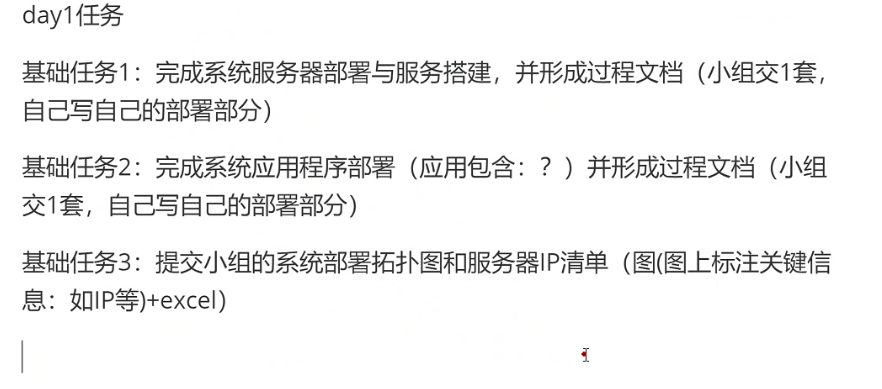 day1任务
基础任务1：完成系统服务器部署与服务搭建，并形成过程文档（小组交1套，
自己写自己的部署部分）
基础任务2：完成系统应用程序部署（应用包含：？）并形成过程文档（小组
交1套，自己写自己的部署部分）
基础任务3：提交小组的系统部署拓扑图和服务器IP清单（图(图上标注关键信
息：如IP等)+excel）